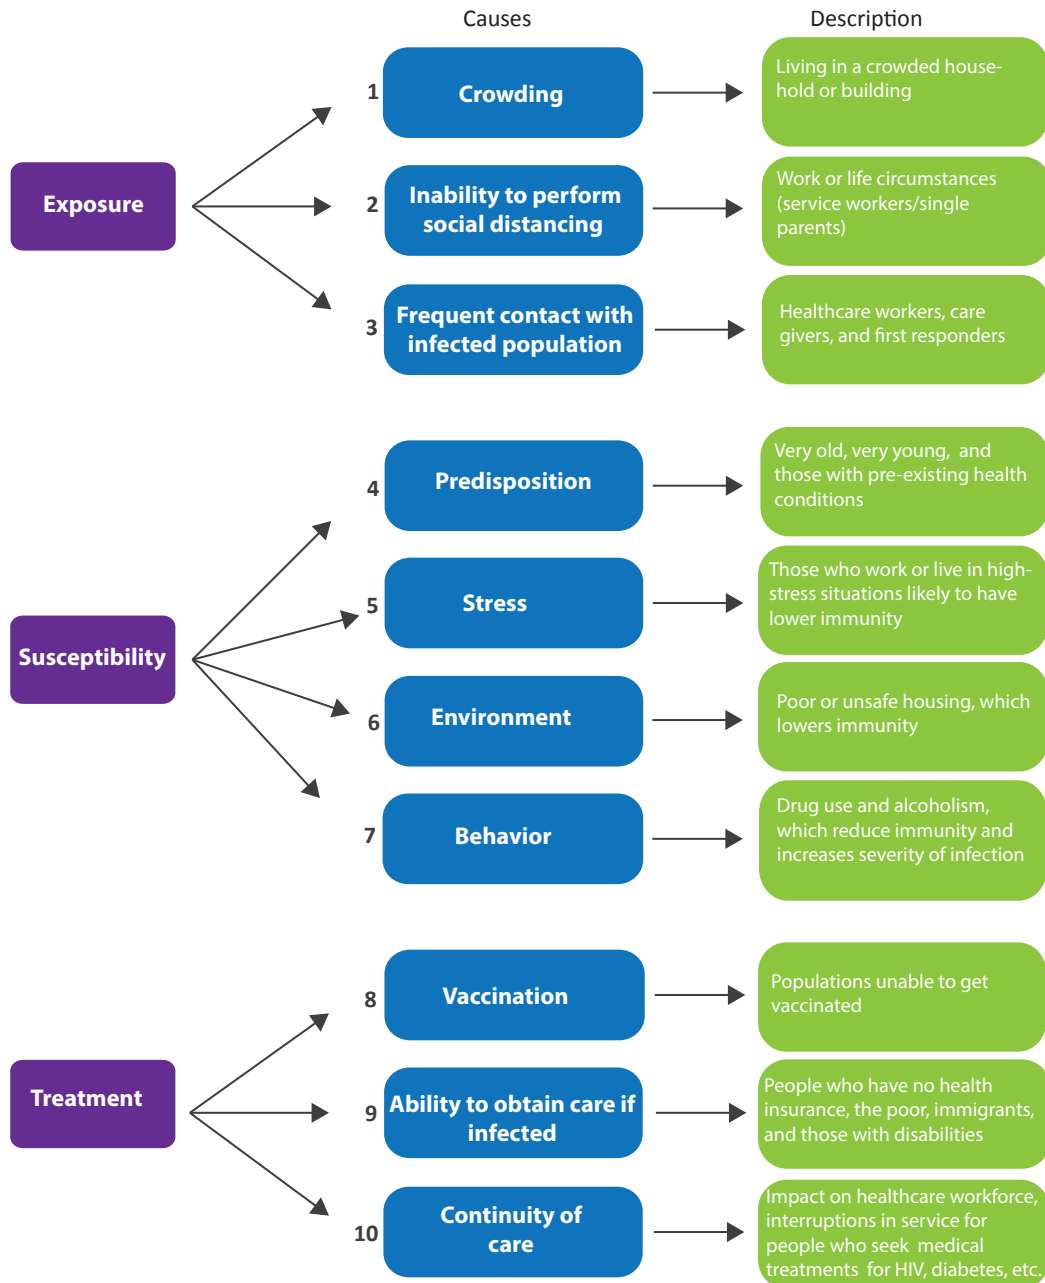 Causes
Description
Exposure
1
Crowding
Living in a crowded house-
hold or building
2
Inability to perform
social distancing
Work or life circumstances
(service workers/single
parents)
3
Frequent contact with
infected population
Healthcare workers, care
givers, and first responders
Susceptibility
4
Predisposition
Very old, very young, and
those with pre-existing health
conditions
5
Stress
Those who work or live in high-
stress situations likely to have
lower immunity
6
Environment
Poor or unsafe housing, which
lowers immunity
7
Behavior
Drug use and alcoholism,
which reduce immunity and
increases severity of infection
Treatment
8
Vaccination
Populations unable to get
vaccinated
9
Ability to obtain care if
infected
People who have no health
insurance, the poor, immigrants,
and those with disabilities
10
Continuity of
care
Impact on healthcare workforce,
interruptions in service for
people who seek medical
treatments for HIV, diabetes, etc.